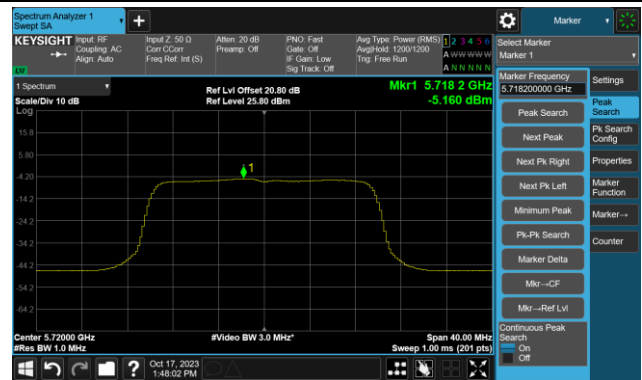 Spectrum Analyzer 1
Swept SA
Marker
KEYSIGHT Input: RF
Coupling: AC
Align: Auto
Input Z: 50 Ω
Corr CCorr
Freq Ref: Int (S)
Atten: 20 dB
Preamp: Off
PNO: Fast
Gate: Off
IF Gain: Low
Sig Track: Off
Avg Type: Power (RMS)
Avg|Hold: 1200/1200
Trig: Free Run
1 2 3 4 5 6
A W W W W W
A N N N N N
Select Marker
Marker 1
LW
1 Spectrum
Scale/Div 10 dB
Log
Ref Lvl Offset 20.80 dB
Ref Level 25.80 dBm
Mkr1 5.718 2 GHz
-5.160 dBm
15.8
5.80
-4.20
-14.2
-24.2
-34.2
-44.2
-54.2
-64.2
1
Center 5.72000 GHz
#Res BW 1.0 MHz
#Video BW 3.0 MHz*
Span 40.00 MHz
Sweep 1.00 ms (201 pts)
Marker Frequency
5.718200000 GHz
Peak Search
Next Peak
Next Pk Right
Next Pk Left
Minimum Peak
Pk-Pk Search
Marker Delta
Mkr→CF
Mkr→Ref Lvl
Continuous Peak
Search
On
Off
Settings
Peak
Search
Pk Search
Config
Properties
Marker
Function
Marker→
Counter
?
Oct 17, 2023
1:48:02 PM